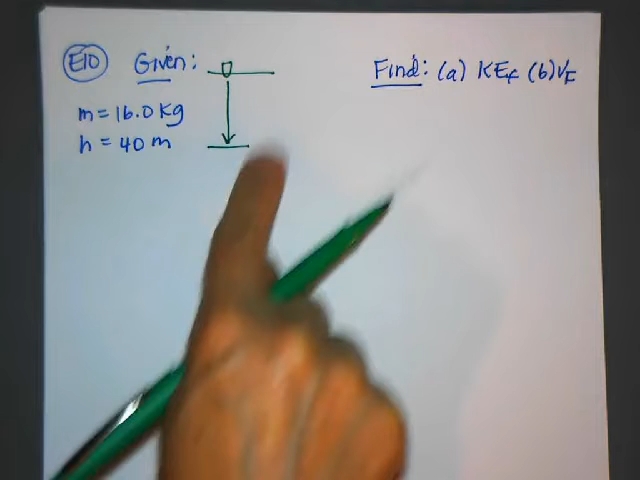 E10 Given:
Find: (a) KEf (b) VF
m = 16.0 Kg
h = 40 m